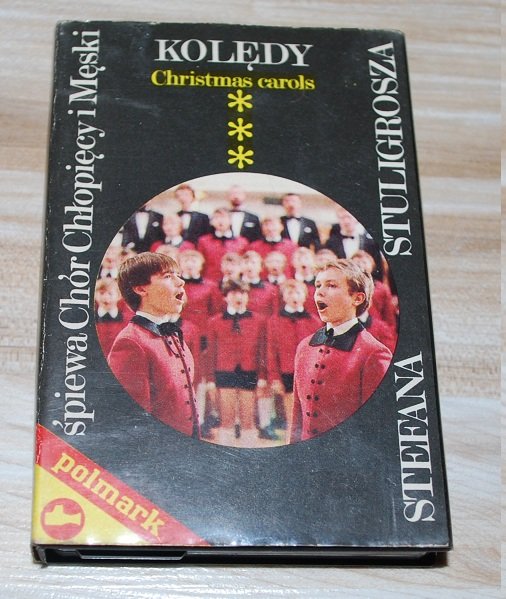 KOLĘDY
Christmas carols
***
śpiewa Chór Chłopięcy i Męski
STEFANA STULIGROSZA
polmark